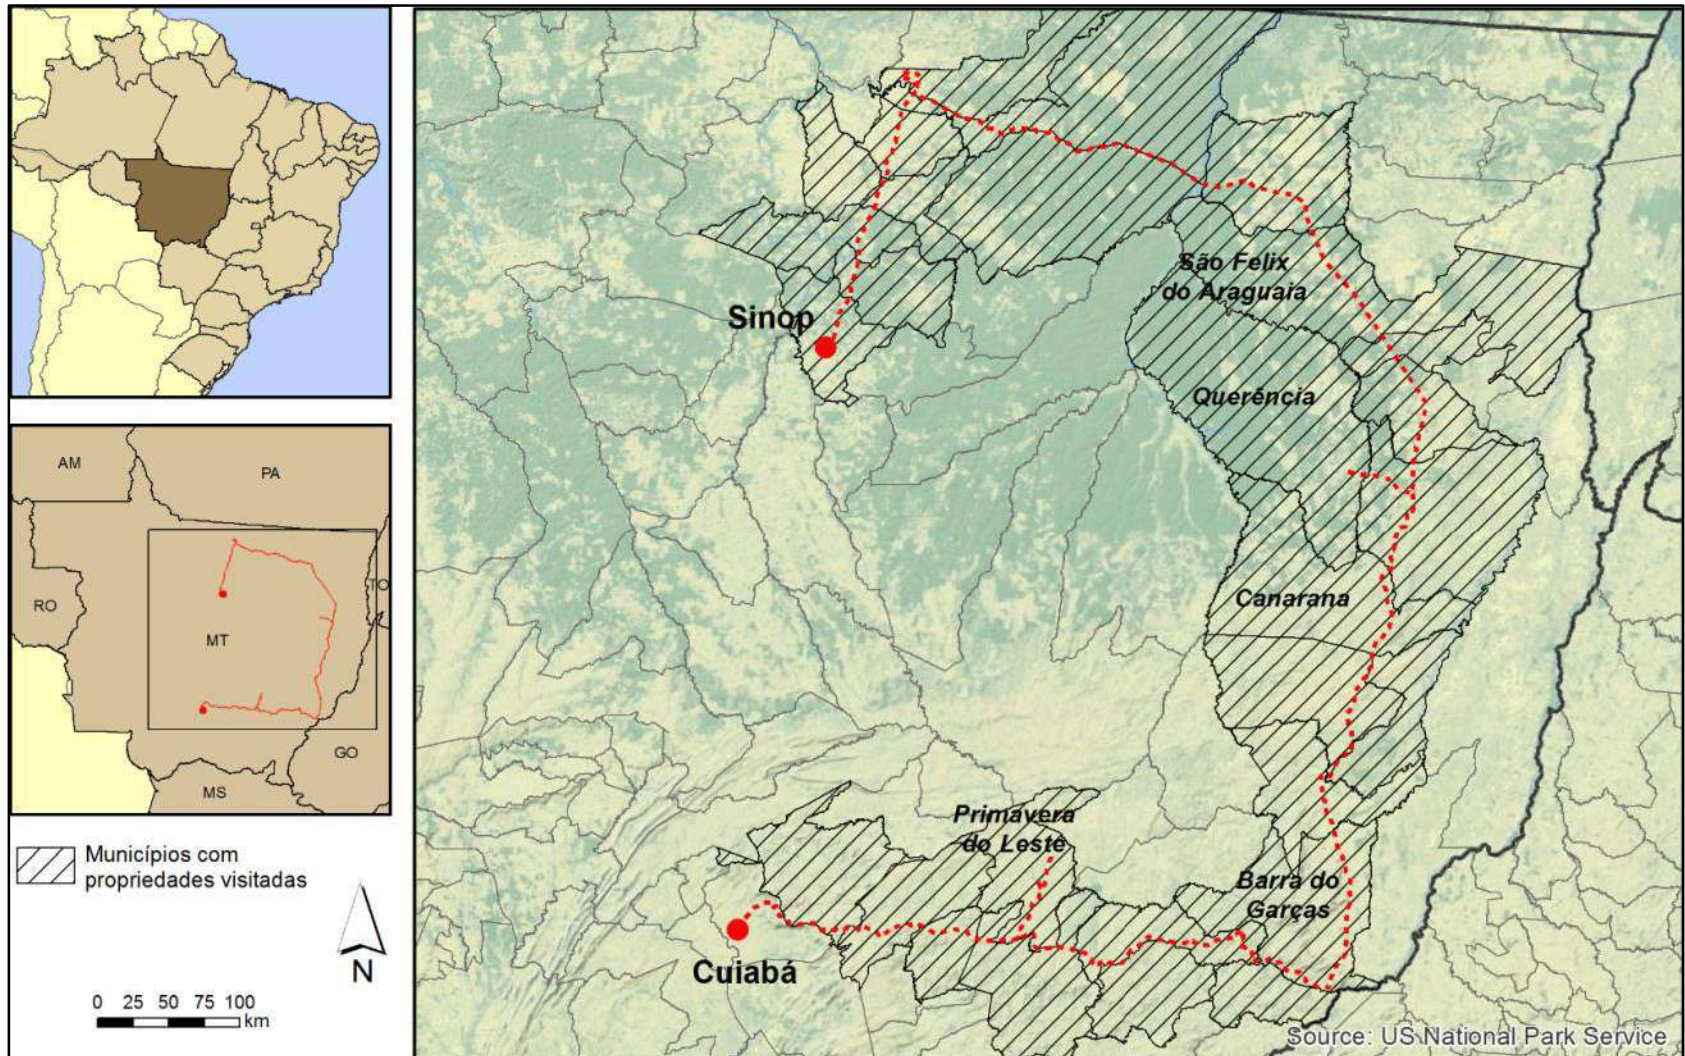 AM
PA
RO
MT
TO
GO
MS
Municípios com
propriedades visitadas
N
0 25 50 75 100
km
São Felix
do Araguaia
Sinop
Querência
Canarana
Primavera
do Leste
Barra do
Garças
Cuiabá
Source: US National Park Service